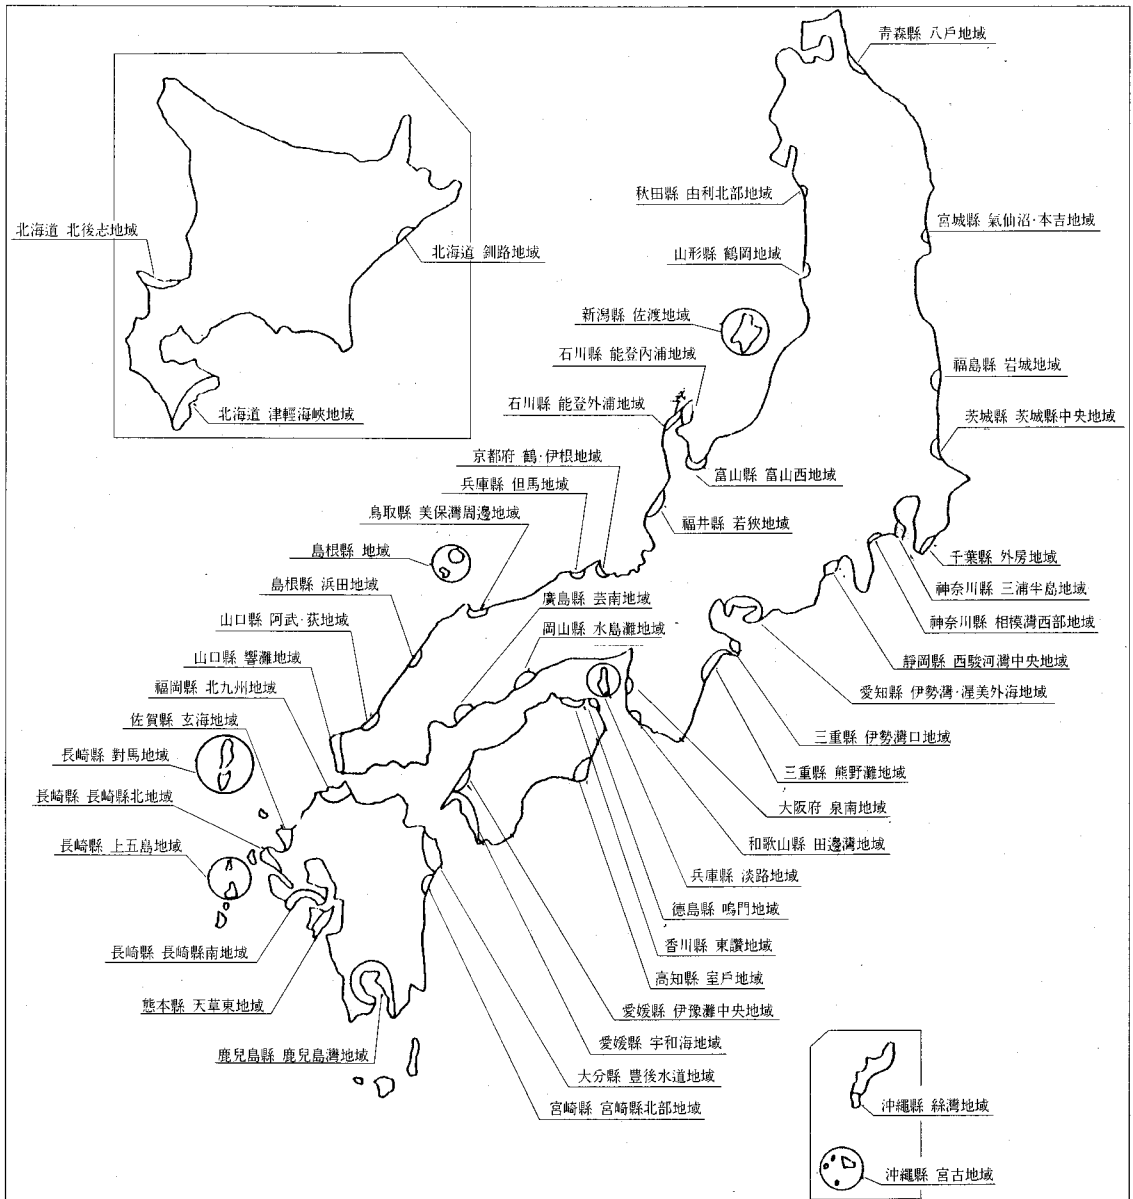 青森縣 八戶地域
秋田縣 由利北部地域
北海道 北後志地域
宮城縣 氣仙沼·本吉地域
北海道 釧路地域
山形縣 鶴岡地域
新潟縣 佐渡地域
石川縣 能登內浦地域
福島縣 岩城地域
石川縣 能登外浦地域
北海道 津輕海峽地域
茨城縣 茨城縣中央地域
京都府 鶴·伊根地域
富山縣 富山西地域
兵庫縣 但馬地域
鳥取縣 美保灣周邊地域
福井縣 若狹地域
島根縣 地域
千葉縣 外房地域
島根縣 浜田地域
神奈川縣 三浦半島地域
廣島縣 芸南地域
山口縣 阿武·荻地域
神奈川縣 相模灣西部地域
岡山縣 水島灘地域
山口縣 響灘地域
靜岡縣 西駿河灣中央地域
福岡縣 北九州地域
愛知縣 伊勢灣·渥美外海地域
佐賀縣 玄海地域
三重縣 伊勢灣口地域
長崎縣 對馬地域
三重縣 熊野灘地域
長崎縣 長崎縣北地域
大阪府 泉南地域
長崎縣 上五島地域
和歌山縣 田邊灣地域
兵庫縣 淡路地域
德島縣 鳴門地域
長崎縣 長崎縣南地域
香川縣 東讚地域
高知縣 室戶地域
熊本縣 天草東地域
愛媛縣 伊豫灘中央地域
愛媛縣 宇和海地域
鹿兒島縣 鹿兒島灣地域
大分縣 豊後水道地域
宮崎縣 宮崎縣北部地域
沖繩縣 絲灣地域
沖繩縣 宮古地域